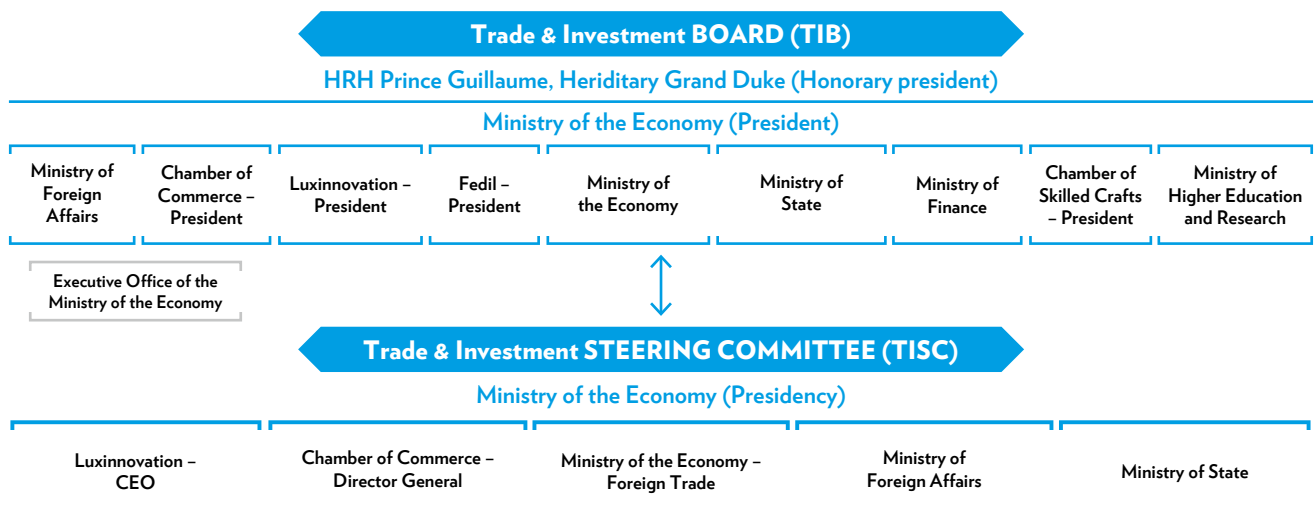 Trade & Investment BOARD (TIB)
HRH Prince Guillaume, Heriditary Grand Duke (Honorary president)
Ministry of the Economy (President)
Ministry of
Foreign
Affairs
Chamber of
Commerce –
President
Luxinnovation –
President
Fedil –
President
Ministry of
the Economy
Ministry of
State
Ministry of
Finance
Chamber of
Skilled Crafts
– President
Ministry of
Higher Education
and Research
Executive Office of the
Ministry of the Economy
Trade & Investment STEERING COMMITTEE (TISC)
Ministry of the Economy (Presidency)
Luxinnovation –
CEO
Chamber of Commerce –
Director General
Ministry of the Economy –
Foreign Trade
Ministry of
Foreign Affairs
Ministry of State